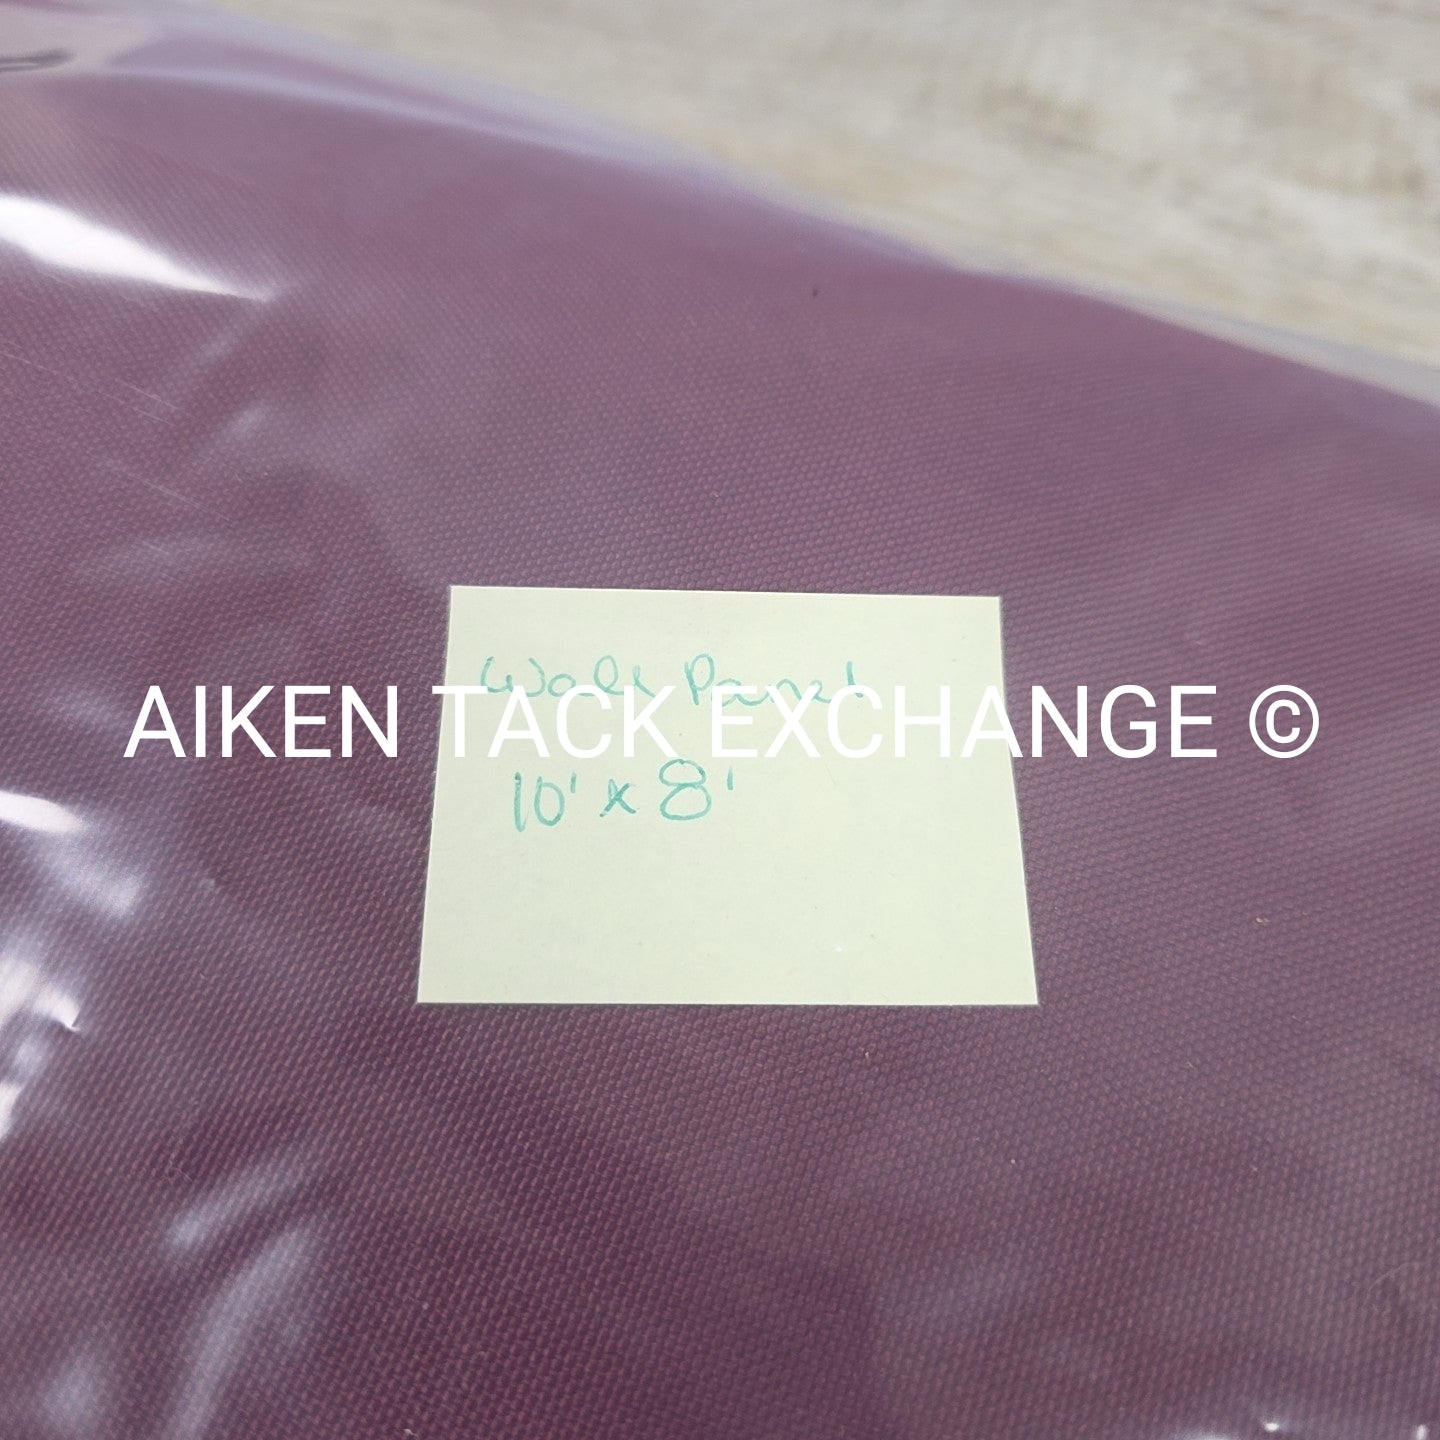 Wall Panel
AIKEN TACK EXCHANGE ©
10' x 8'